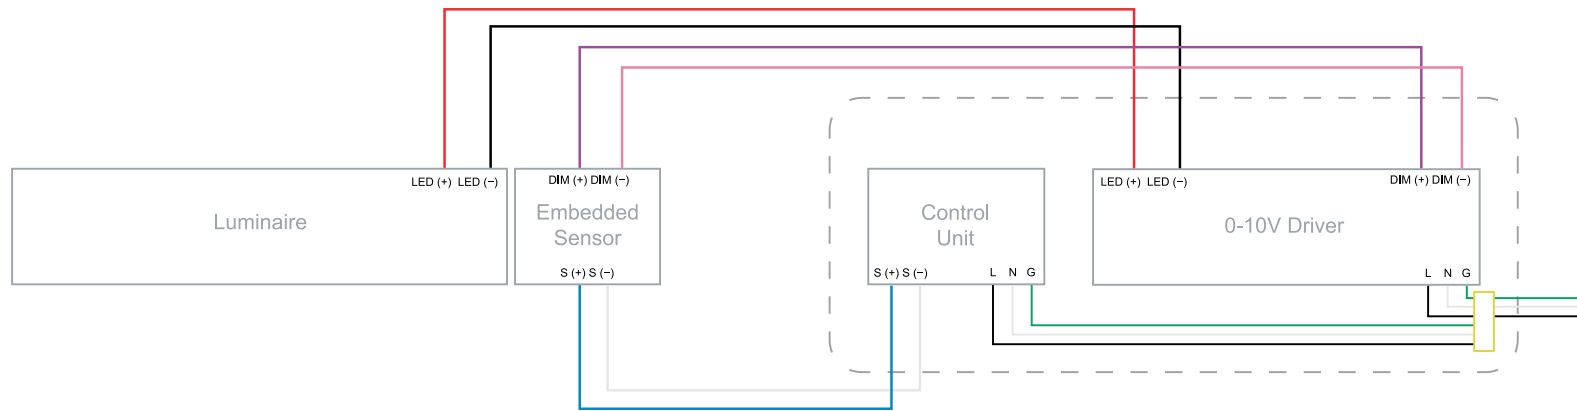 LED (+) LED (−)
Luminaire
DIM (+) DIM (−)
Embedded
Sensor
S (+) S (−)
Control
Unit
S (+) S (−) L N G
LED (+) LED (−) DIM (+) DIM (−)
0-10V Driver
L N G